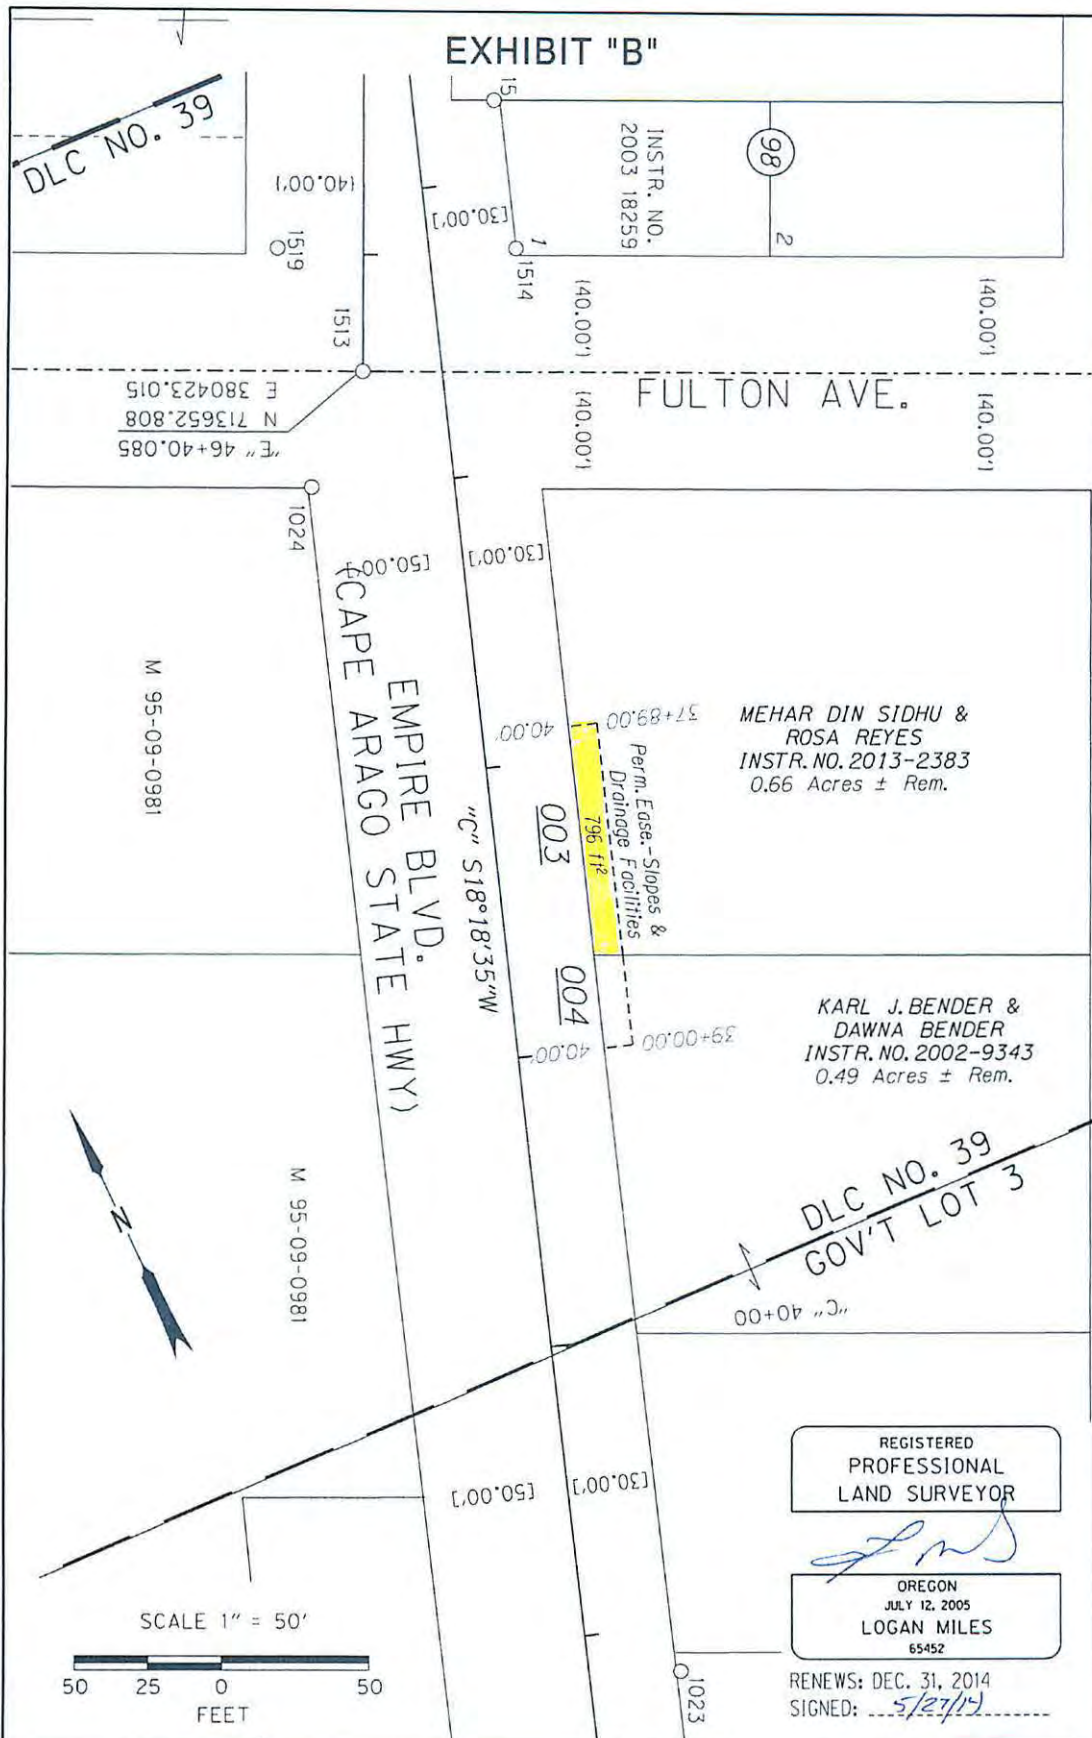 EXHIBIT "B"
DLC NO. 39
(40.00')
[30.00']
15
INSTR. NO.
2003 18259
98
2
1
1514
1519
1513
(40.00')
(40.00')
FULTON AVE.
(40.00')
(40.00')
E 380423.015
N 713652.808
"E" 46+40.085
1024
[50.00']
[30.00']
M 95-09-0981
EMPIRE BLVD.
(CAPE ARAGO STATE HWY)
"C" S18°18'35"W
40.00'
37+89.00
003
796 ft²
Perm. Ease.-Slopes &
Drainage Facilities
MEHAR DIN SIDHU &
ROSA REYES
INSTR. NO. 2013-2383
0.66 Acres ± Rem.
004
40.00'
39+00.00
KARL J. BENDER &
DAWNA BENDER
INSTR. NO. 2002-9343
0.49 Acres ± Rem.
N
M 95-09-0981
DLC NO. 39
GOV'T LOT 3
"C" 40+00
[50.00']
[30.00']
1023
SCALE 1" = 50'
50 25 0 50
FEET
REGISTERED
PROFESSIONAL
LAND SURVEYOR
OREGON
JULY 12, 2005
LOGAN MILES
65452
RENEWS: DEC. 31, 2014
SIGNED: 5/27/14